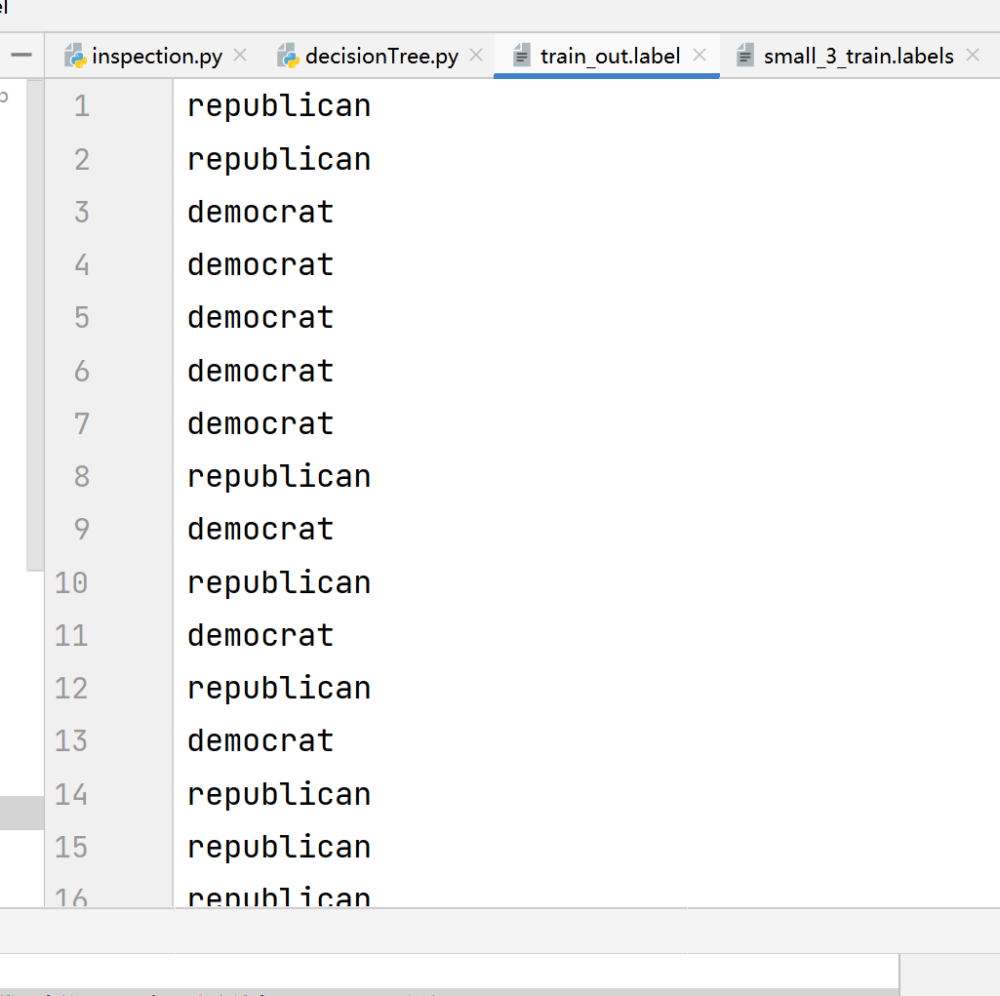 inspection.py decisionTree.py train_out.label small_3_train.labels
1 republican
2 republican
3 democrat
4 democrat
5 democrat
6 democrat
7 democrat
8 republican
9 democrat
10 republican
11 democrat
12 republican
13 democrat
14 republican
15 republican
16 republican